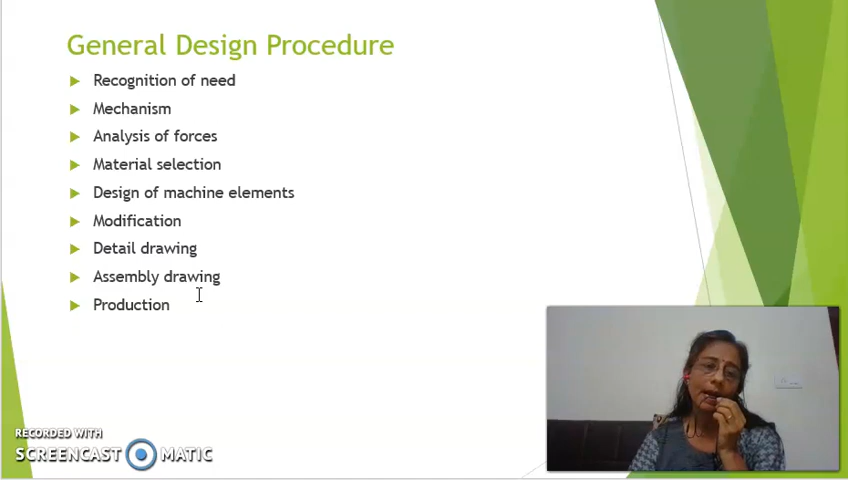 General Design Procedure
Recognition of need
Mechanism
Analysis of forces
Material selection
Design of machine elements
Modification
Detail drawing
Assembly drawing
Production
RECORDED WITH
SCREENCAST MATIC